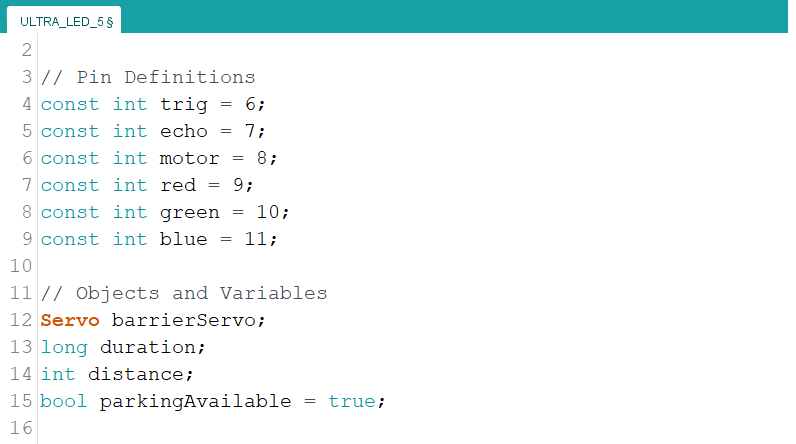 ULTRA_LED_5 §
2
3 // Pin Definitions
4 const int trig = 6;
5 const int echo = 7;
6 const int motor = 8;
7 const int red = 9;
8 const int green = 10;
9 const int blue = 11;
10
11 // Objects and Variables
12 Servo barrierServo;
13 long duration;
14 int distance;
15 bool parkingAvailable = true;
16